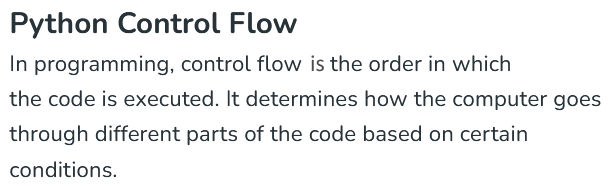 Python Control Flow
In programming, control flow is the order in which
the code is executed. It determines how the computer goes
through different parts of the code based on certain
conditions.